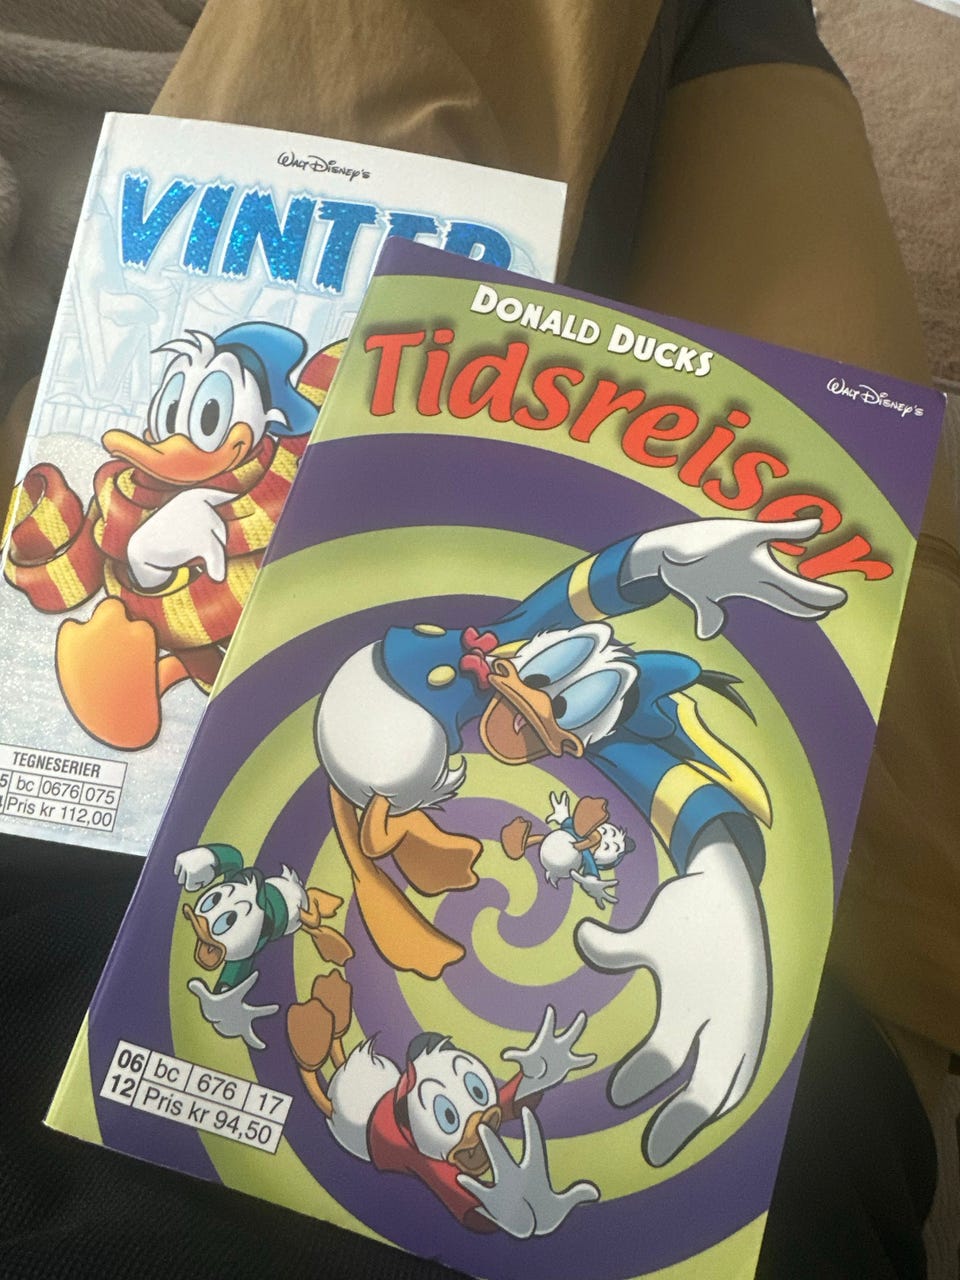 WALT DISNEY'S
VINTER
TEGNESERIER
5 bc 0676 075
Pris kr 112,00
DONALD DUCKS
Tidsreiser
WALT DISNEY'S
06 bc 676 17
12 Pris kr 94,50